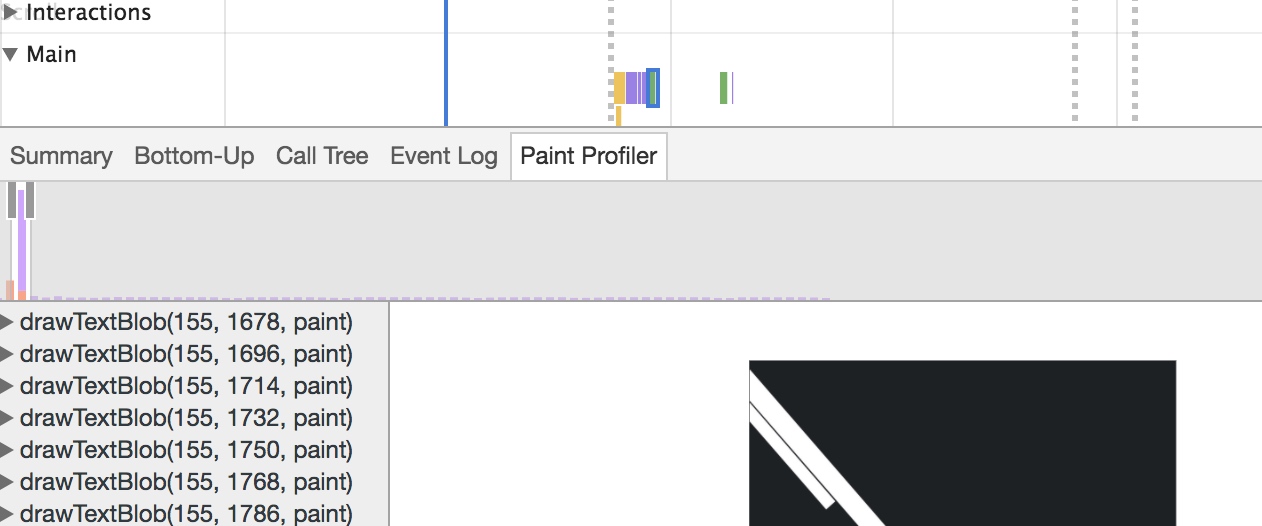 Interactions
Main
Summary Bottom-Up Call Tree Event Log Paint Profiler
drawTextBlob(155, 1678, paint)
drawTextBlob(155, 1696, paint)
drawTextBlob(155, 1714, paint)
drawTextBlob(155, 1732, paint)
drawTextBlob(155, 1750, paint)
drawTextBlob(155, 1768, paint)
drawTextBlob(155, 1786, paint)